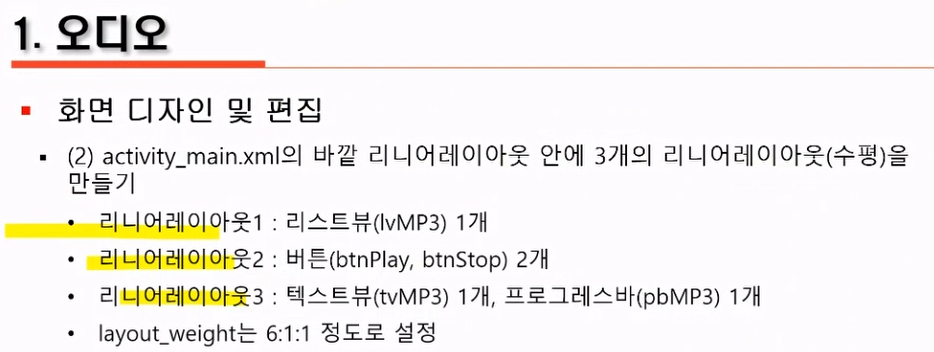 1. 오디오
▪ 화면 디자인 및 편집
▪ (2) activity_main.xml의 바깥 리니어레이아웃 안에 3개의 리니어레이아웃(수평)을
만들기
• 리니어레이아웃1 : 리스트뷰(lvMP3) 1개
• 리니어레이아웃2 : 버튼(btnPlay, btnStop) 2개
• 리니어레이아웃3 : 텍스트뷰(tvMP3) 1개, 프로그레스바(pbMP3) 1개
• layout_weight는 6:1:1 정도로 설정